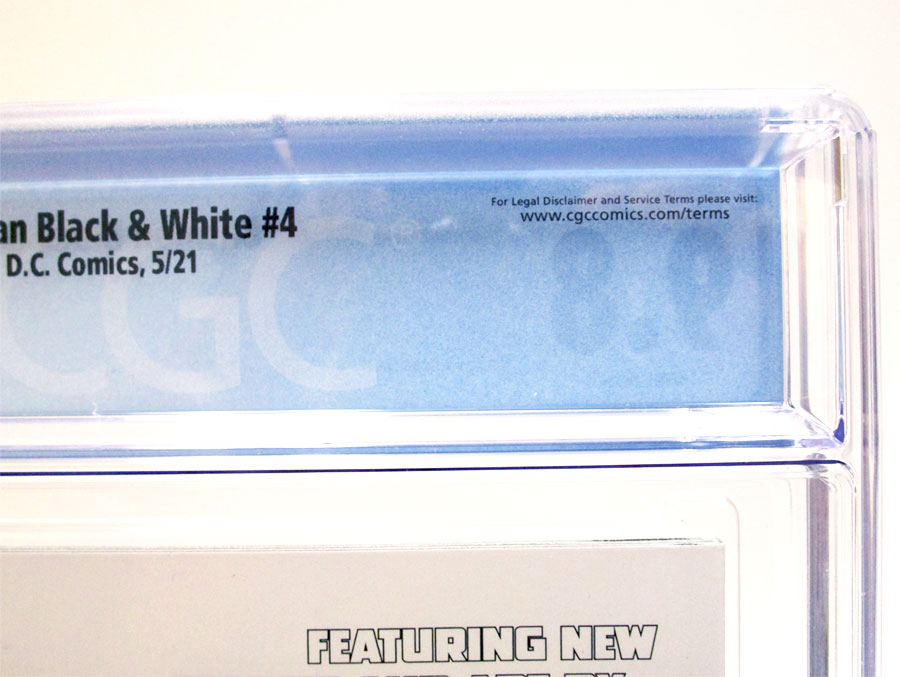 an Black & White #4
D.C. Comics, 5/21
CGC
For Legal Disclaimer and Service Terms please visit:
www.cgccomics.com/terms
FEATURING NEW